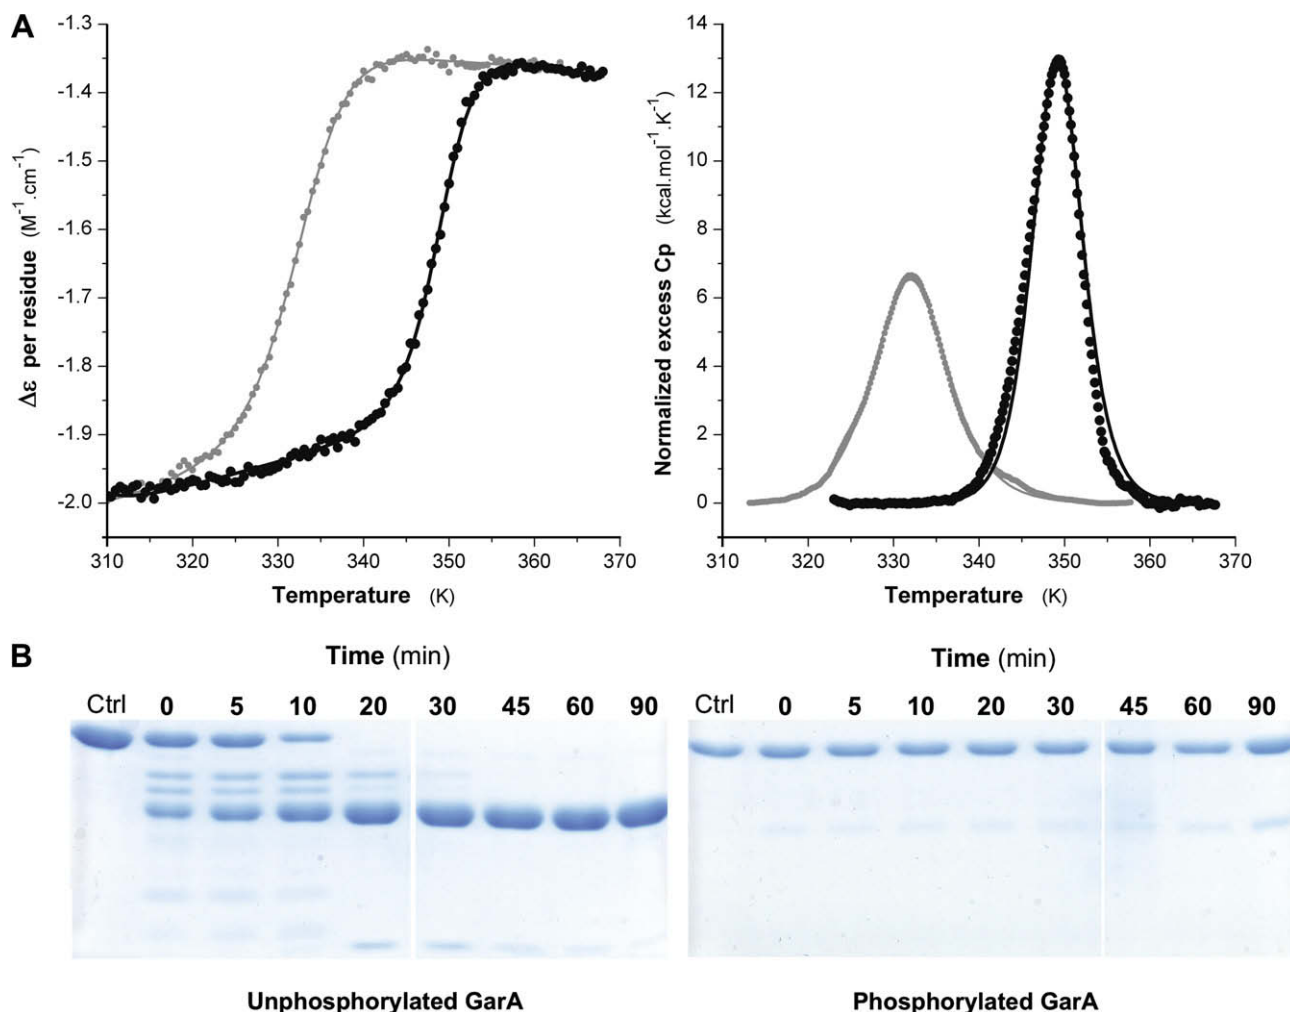 A
-1.3
-1.4
-1.5
-1.6
-1.7
-1.8
-1.9
-2.0
Δε per residue (M⁻¹.cm⁻¹)
310 320 330 340 350 360 370
Temperature (K)
14
12
10
8
6
4
2
0
Normalized excess Cp (kcal.mol⁻¹.K⁻¹)
310 320 330 340 350 360 370
Temperature (K)
B
Time (min)
Ctrl 0 5 10 20 30 45 60 90
Unphosphorylated GarA
Time (min)
Ctrl 0 5 10 20 30 45 60 90
Phosphorylated GarA